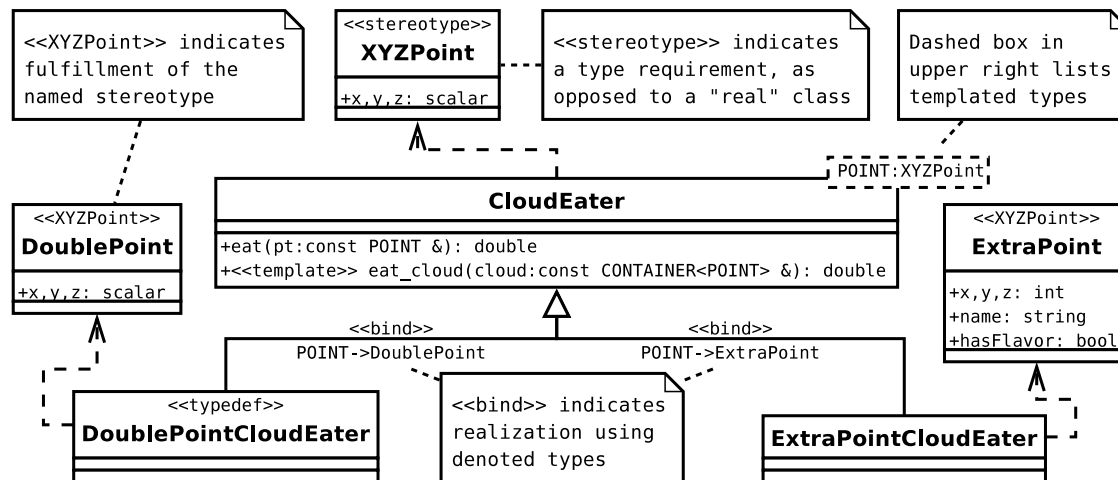 <<XYZPoint>> indicates
fulfillment of the
named stereotype
<<stereotype>>
XYZPoint
+x,y,z: scalar
<<stereotype>> indicates
a type requirement, as
opposed to a "real" class
Dashed box in
upper right lists
templated types
POINT:XYZPoint
CloudEater
+eat(pt:const POINT &): double
+<<template>> eat_cloud(cloud:const CONTAINER<POINT> &): double
<<XYZPoint>>
DoublePoint
+x,y,z: scalar
<<XYZPoint>>
ExtraPoint
+x,y,z: int
+name: string
+hasFlavor: bool
<<bind>>
POINT->DoublePoint
<<bind>>
POINT->ExtraPoint
<<typedef>>
DoublePointCloudEater
<<bind>> indicates
realization using
denoted types
ExtraPointCloudEater